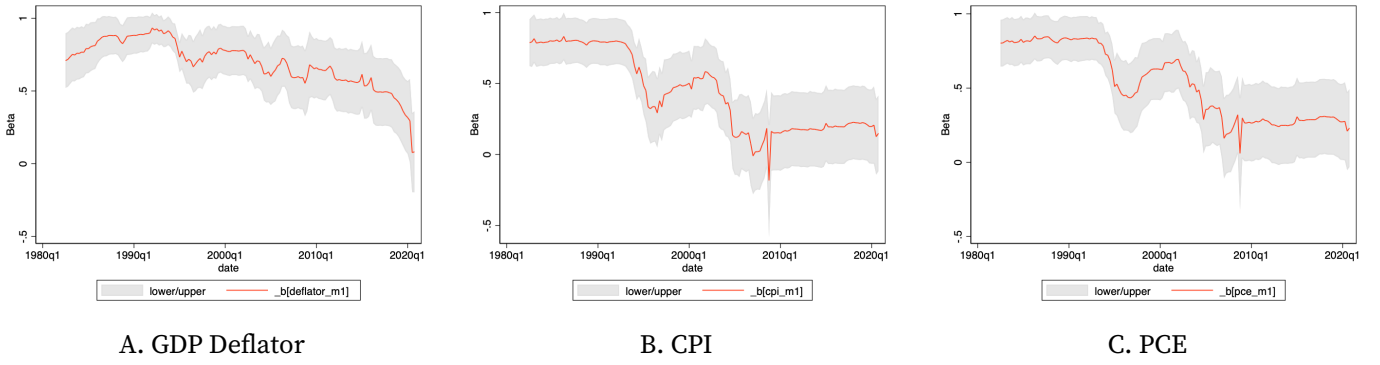 1
.5
0
-.5
Beta
1980q1 1990q1 2000q1 2010q1 2020q1
date
lower/upper _b[deflator_m1]
A. GDP Deflator
1
.5
0
-.5
Beta
1980q1 1990q1 2000q1 2010q1 2020q1
date
lower/upper _b[cpi_m1]
B. CPI
1
.5
0
-.5
Beta
1980q1 1990q1 2000q1 2010q1 2020q1
date
lower/upper _b[pce_m1]
C. PCE